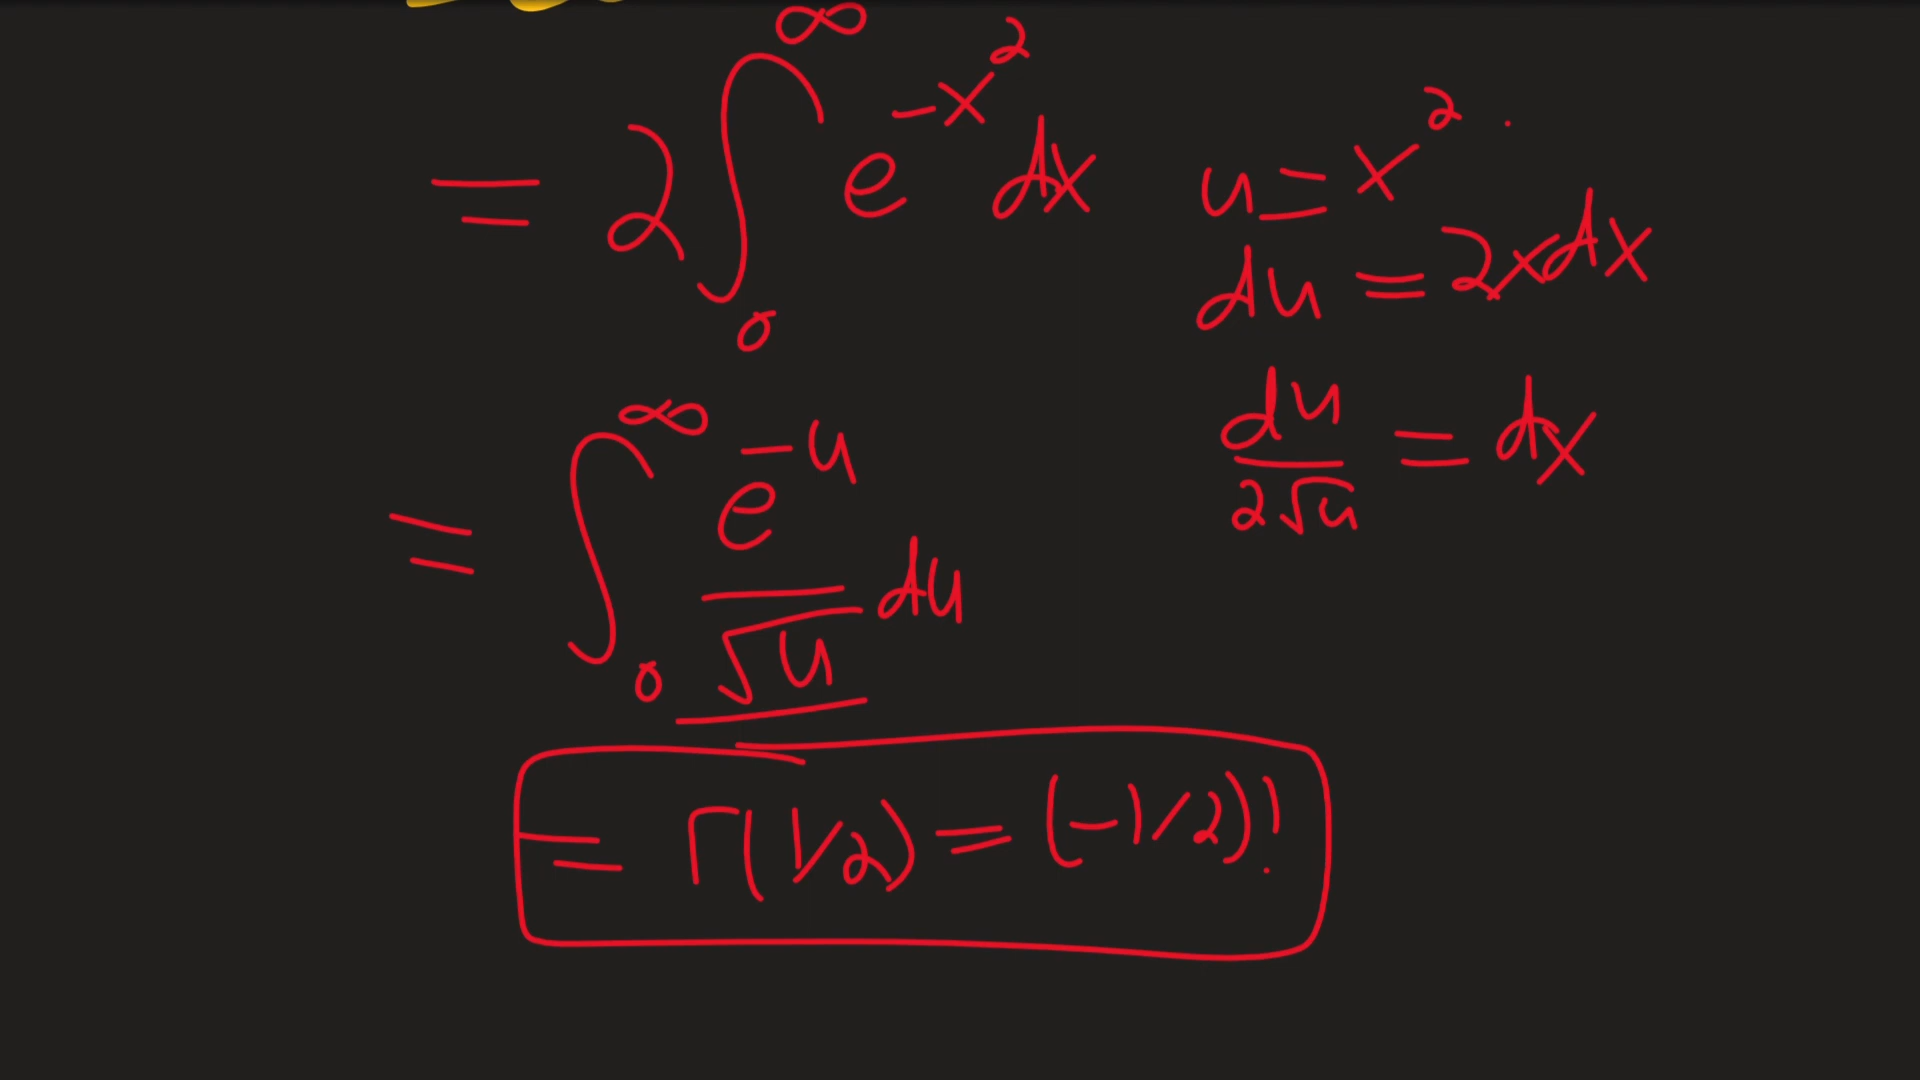 = 2 ∫₀^∞ e^{-x²} dx
u = x²
du = 2x dx
du/(2√u) = dx
= ∫₀^∞ e^{-u}/√u du
= Γ(1/2) = (-1/2)!